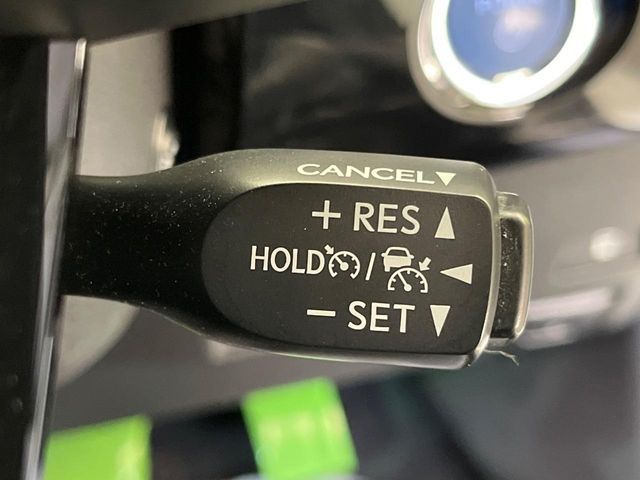 CANCEL▼
+ RES ▲
HOLD / ◀
− SET ▼